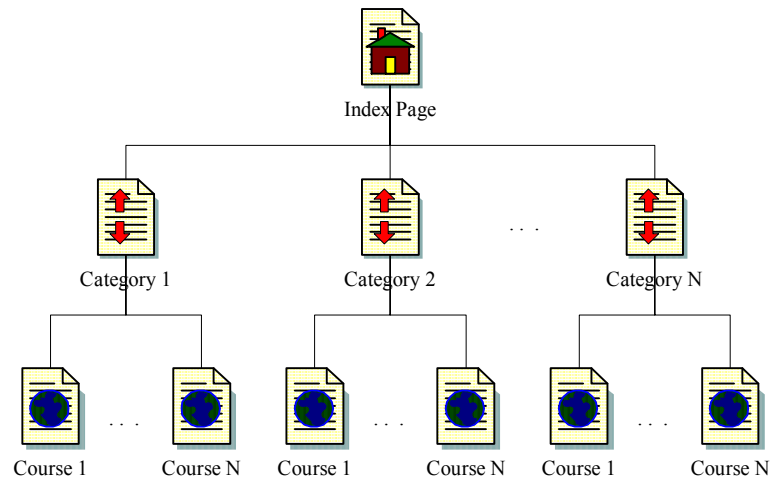 Index Page
Category 1 Category 2 . . . Category N
. . . . . . . . .
Course 1 Course N Course 1 Course N Course 1 Course N